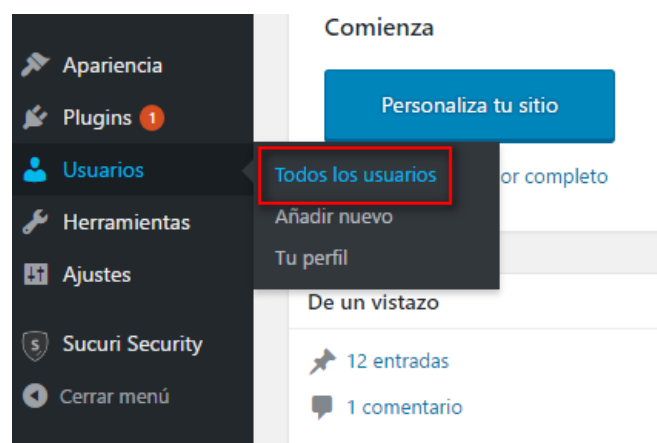 Apariencia
Plugins 1
Usuarios
Herramientas
Ajustes
Sucuri Security
Cerrar menú
Todos los usuarios
Añadir nuevo
Tu perfil
Comienza
Personaliza tu sitio
or completo
De un vistazo
12 entradas
1 comentario